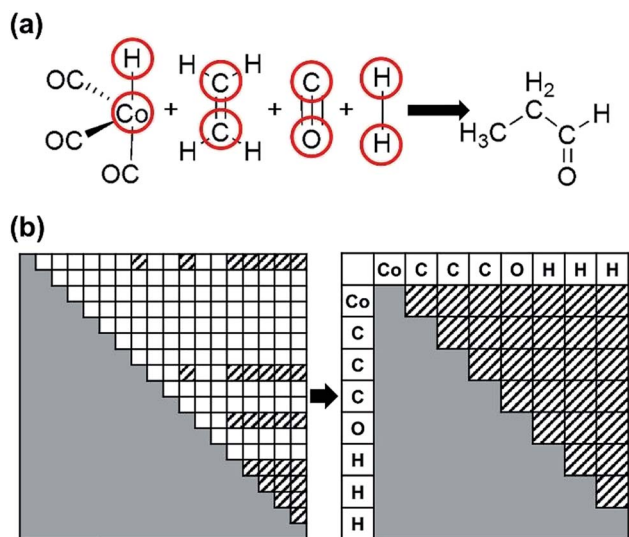 (a)
H H H H2
OC C C H
Co + + + H
OC C O H H3C C C
OC H H O
(b)
Co C C C O H H H
Co
C
C
C
O
H
H
H